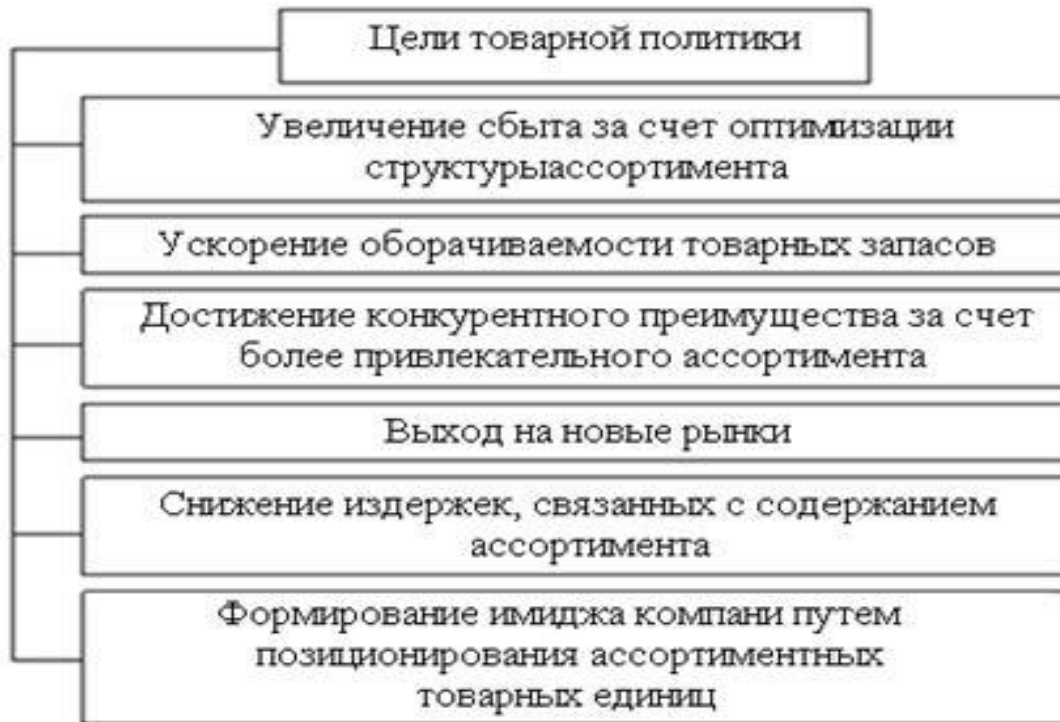 Цели товарной политики
Увеличение сбыта за счет оптимизации
структурыассортимента
Ускорение оборачиваемости товарных запасов
Достижение конкурентного преимущества за счет
более привлекательного ассортимента
Выход на новые рынки
Снижение издержек, связанных с содержанием
ассортимента
Формирование имиджа компани путем
позиционирования ассортиментных
товарных единиц